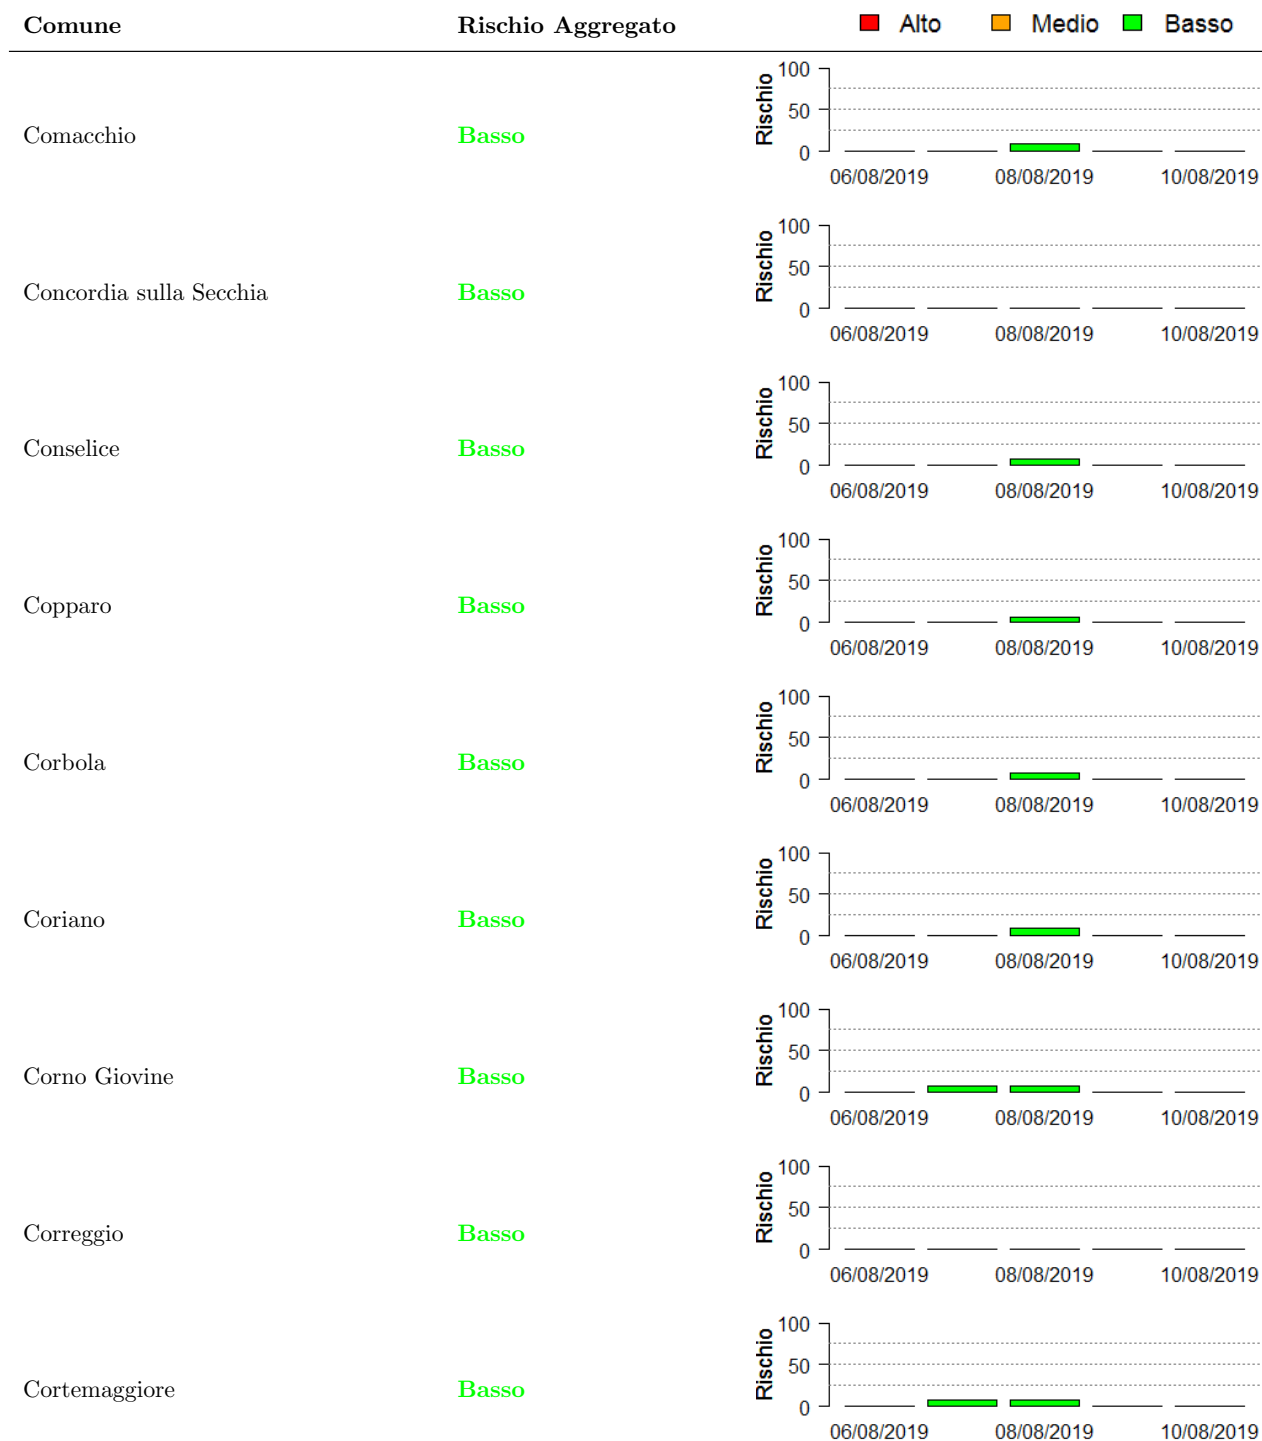 Comune Rischio Aggregato Alto Medio Basso
Comacchio Basso
Rischio
100
50
0
06/08/2019 08/08/2019 10/08/2019
Concordia sulla Secchia Basso
Rischio
100
50
0
06/08/2019 08/08/2019 10/08/2019
Conselice Basso
Rischio
100
50
0
06/08/2019 08/08/2019 10/08/2019
Copparo Basso
Rischio
100
50
0
06/08/2019 08/08/2019 10/08/2019
Corbola Basso
Rischio
100
50
0
06/08/2019 08/08/2019 10/08/2019
Coriano Basso
Rischio
100
50
0
06/08/2019 08/08/2019 10/08/2019
Corno Giovine Basso
Rischio
100
50
0
06/08/2019 08/08/2019 10/08/2019
Correggio Basso
Rischio
100
50
0
06/08/2019 08/08/2019 10/08/2019
Cortemaggiore Basso
Rischio
100
50
0
06/08/2019 08/08/2019 10/08/2019